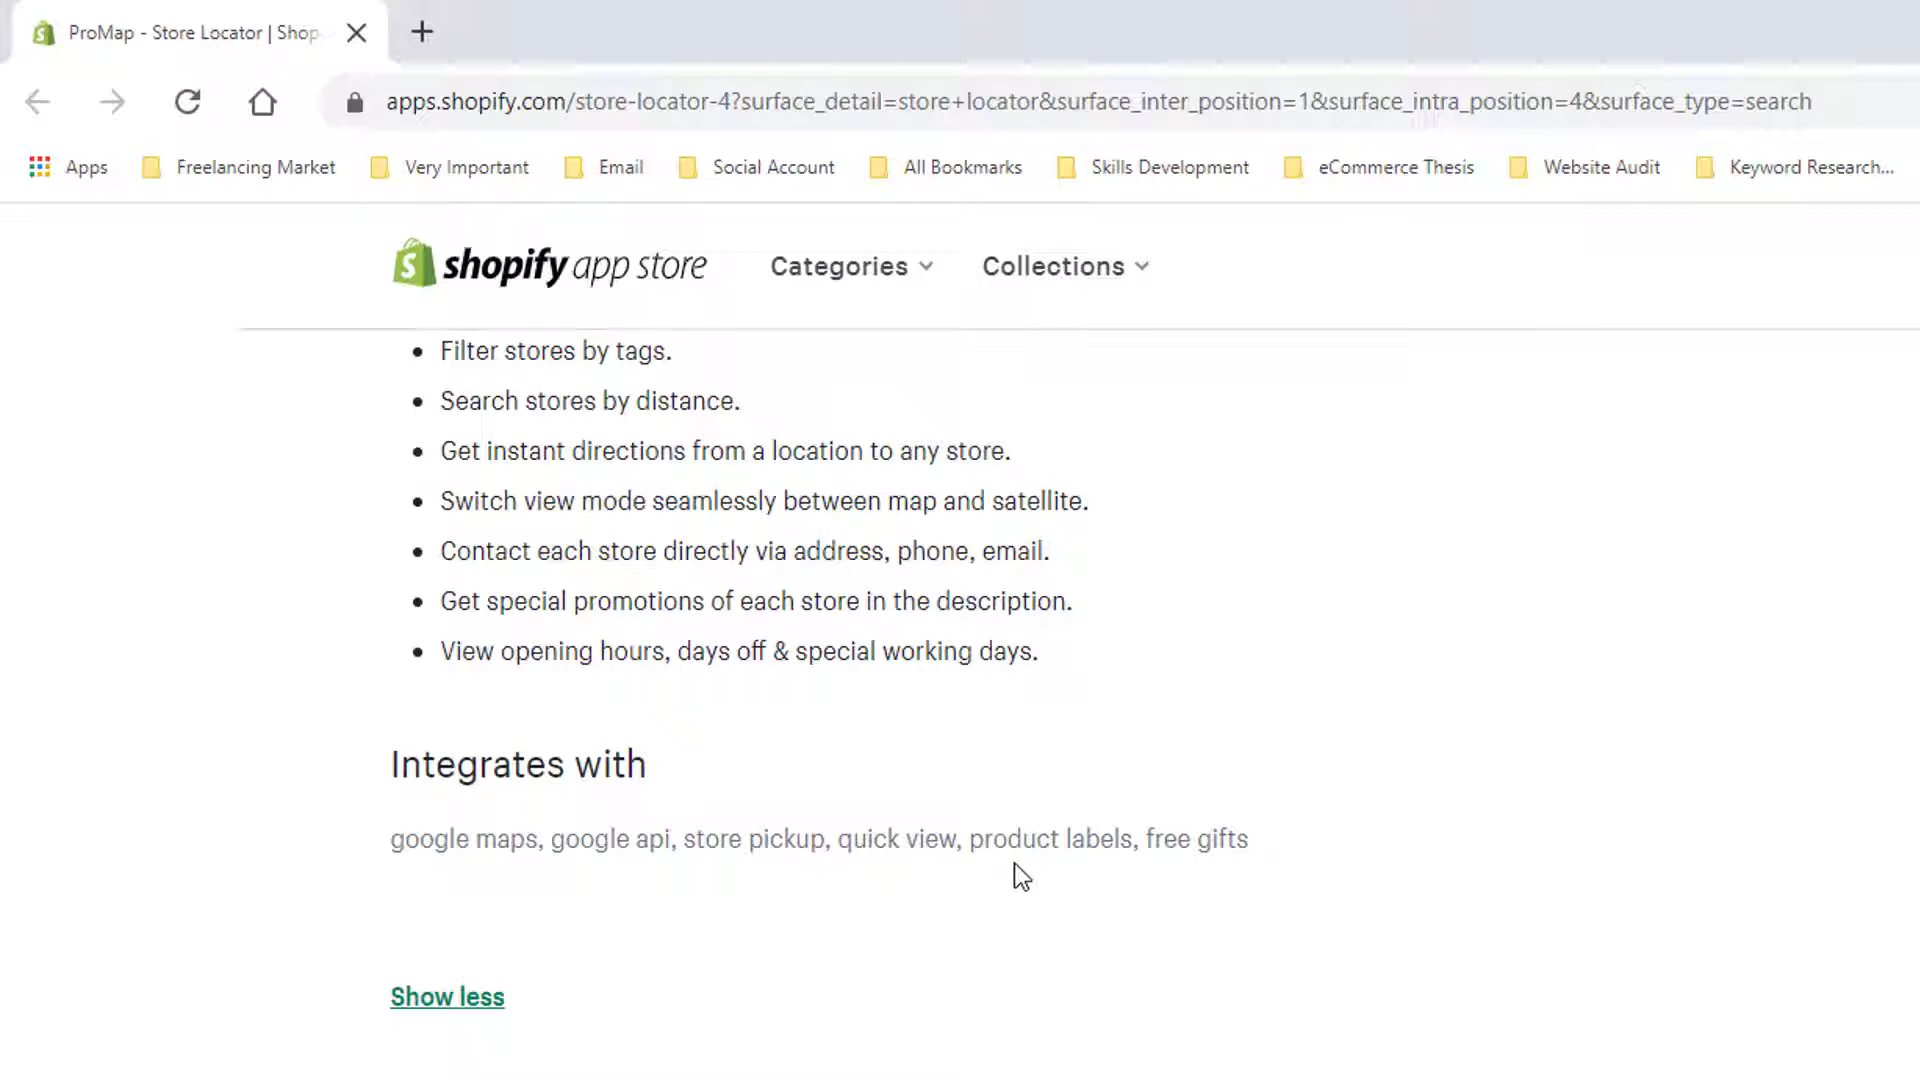 ProMap - Store Locator | Shop
apps.shopify.com/store-locator-4?surface_detail=store+locator&surface_inter_position=1&surface_intra_position=4&surface_type=search
Apps Freelancing Market Very Important Email Social Account All Bookmarks Skills Development eCommerce Thesis Website Audit Keyword Research...
shopify app store Categories Collections
• Filter stores by tags.
• Search stores by distance.
• Get instant directions from a location to any store.
• Switch view mode seamlessly between map and satellite.
• Contact each store directly via address, phone, email.
• Get special promotions of each store in the description.
• View opening hours, days off & special working days.
Integrates with
google maps, google api, store pickup, quick view, product labels, free gifts
Show less